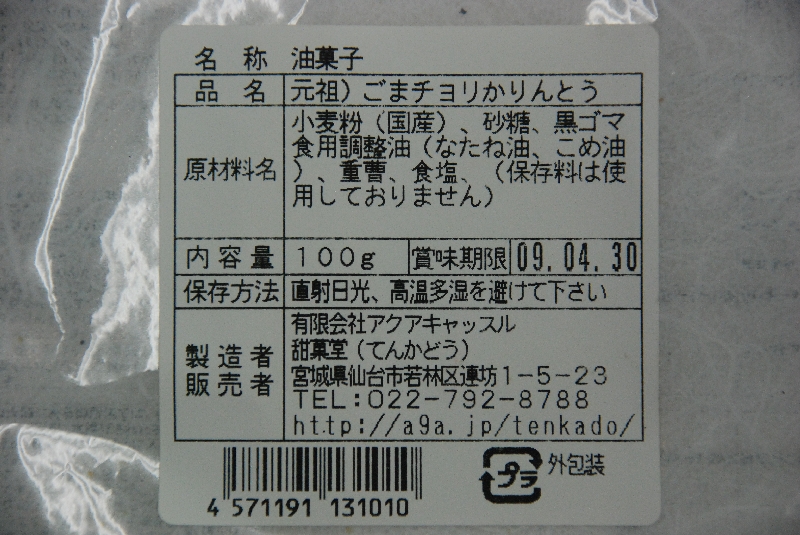 名称 油菓子
品名 元祖)ごまチョリかりんとう
原材料名 小麦粉(国産)、砂糖、黒ゴマ
食用調整油(なたね油、こめ油
)、重曹、食塩、(保存料は使
用しておりません)
内容量 100g 賞味期限 09.04.30
保存方法 直射日光、高温多湿を避けて下さい
製造者
販売者
有限会社アクアキャッスル
甜菓堂(てんかどう)
宮城県仙台市若林区連坊1-5-23
TEL:022-792-8788
http://a9a.jp/tenkado/
4 571191 131010
プラ 外包装